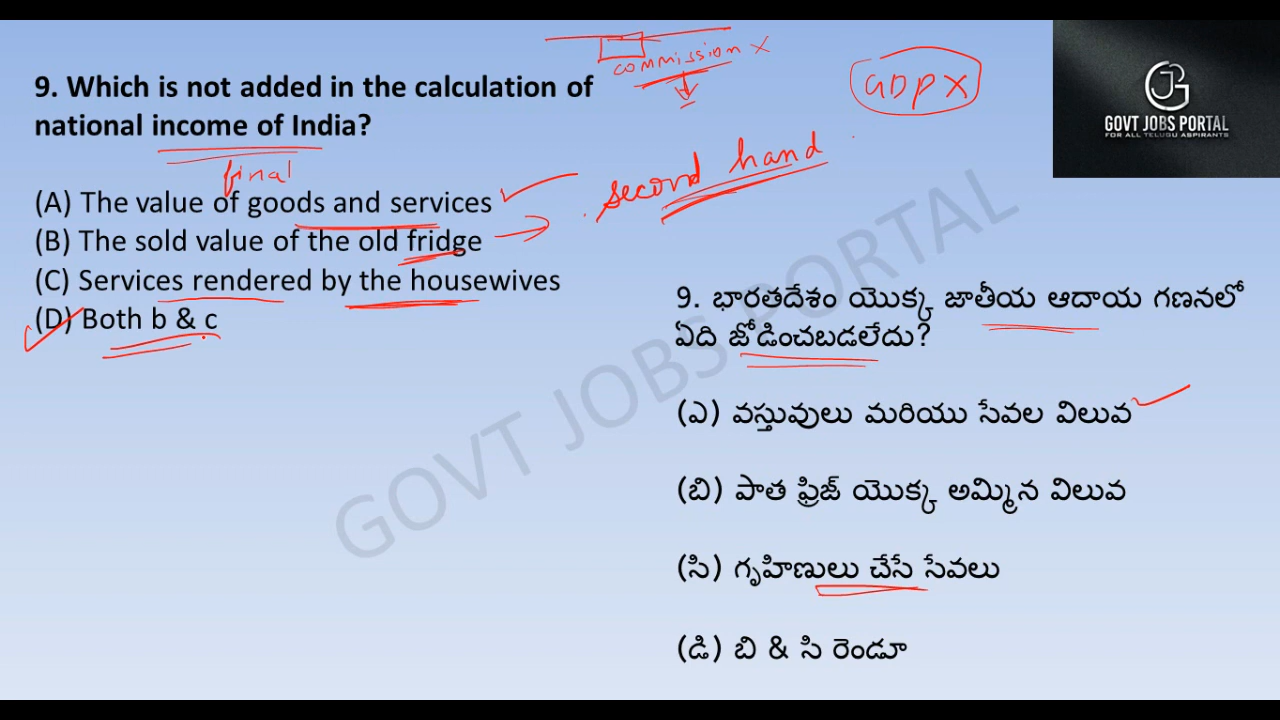 9. Which is not added in the calculation of
national income of India?
final
(A) The value of goods and services
(B) The sold value of the old fridge
(C) Services rendered by the housewives
(D) Both b & c
commission X
GDP X
second hand
GOVT JOBS PORTAL
FOR ALL TELUGU ASPIRANTS
9. భారతదేశం యొక్క జాతీయ ఆదాయ గణనలో
ఏది జోడించబడలేదు?
(ఎ) వస్తువులు మరియు సేవల విలువ
(బి) పాత ఫ్రిజ్ యొక్క అమ్మిన విలువ
(సి) గృహిణులు చేసే సేవలు
(డి) బి & సి రెండూ
GOVT JOBS PORTAL